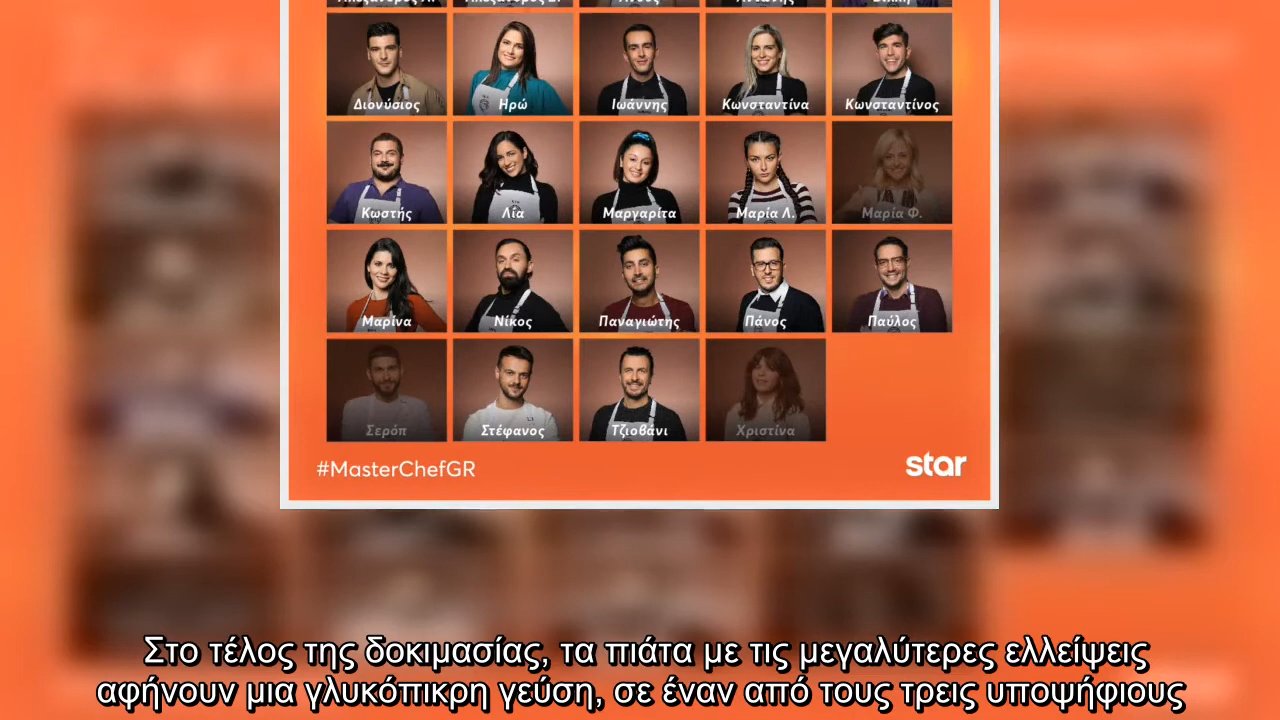 Διονύσιος Ηρώ Ιωάννης Κωνσταντίνα Κωνσταντίνος
Κωστής Λία Μαργαρίτα Μαρία Λ. Μαρία Φ.
Μαρίνα Νίκος Παναγιώτης Πάνος Παύλος
Σερόπ Στέφανος Τζιοβάνι Χριστίνα
#MasterChefGR star
Στο τέλος της δοκιμασίας, τα πιάτα με τις μεγαλύτερες ελλείψεις
αφήνουν μια γλυκόπικρη γεύση, σε έναν από τους τρεις υποψήφιους